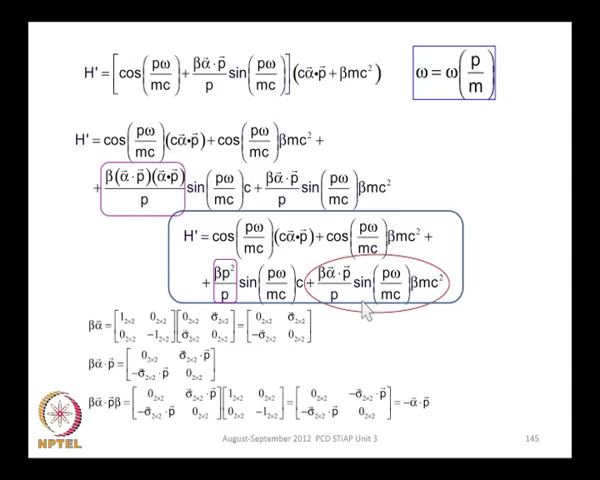 H' = [cos(pω/mc) + βα⃗·p⃗/p sin(pω/mc)](cα⃗•p⃗ + βmc²)
ω = ω(p/m)
H' = cos(pω/mc)(cα⃗•p⃗) + cos(pω/mc)βmc² +
+ β(α⃗·p⃗)(α⃗•p⃗)/p sin(pω/mc)c + βα⃗·p⃗/p sin(pω/mc)βmc²
H' = cos(pω/mc)(cα⃗•p⃗) + cos(pω/mc)βmc² +
+ βp²/p sin(pω/mc)c + βα⃗·p⃗/p sin(pω/mc)βmc²
βα⃗ = [1₂ₓ₂ 0₂ₓ₂; 0₂ₓ₂ −1₂ₓ₂][0₂ₓ₂ σ⃗₂ₓ₂; σ⃗₂ₓ₂ 0₂ₓ₂] = [0₂ₓ₂ σ⃗₂ₓ₂; −σ⃗₂ₓ₂ 0₂ₓ₂]
βα⃗·p⃗ = [0₂ₓ₂ σ⃗₂ₓ₂·p⃗; −σ⃗₂ₓ₂·p⃗ 0₂ₓ₂]
βα⃗·p⃗β = [0₂ₓ₂ σ⃗₂ₓ₂·p⃗; −σ⃗₂ₓ₂·p⃗ 0₂ₓ₂][1₂ₓ₂ 0₂ₓ₂; 0₂ₓ₂ −1₂ₓ₂] = [0₂ₓ₂ −σ⃗₂ₓ₂·p⃗; −σ⃗₂ₓ₂·p⃗ 0₂ₓ₂] = −α⃗·p⃗
NPTEL
August-September 2012 PCD STiAP Unit 3
145